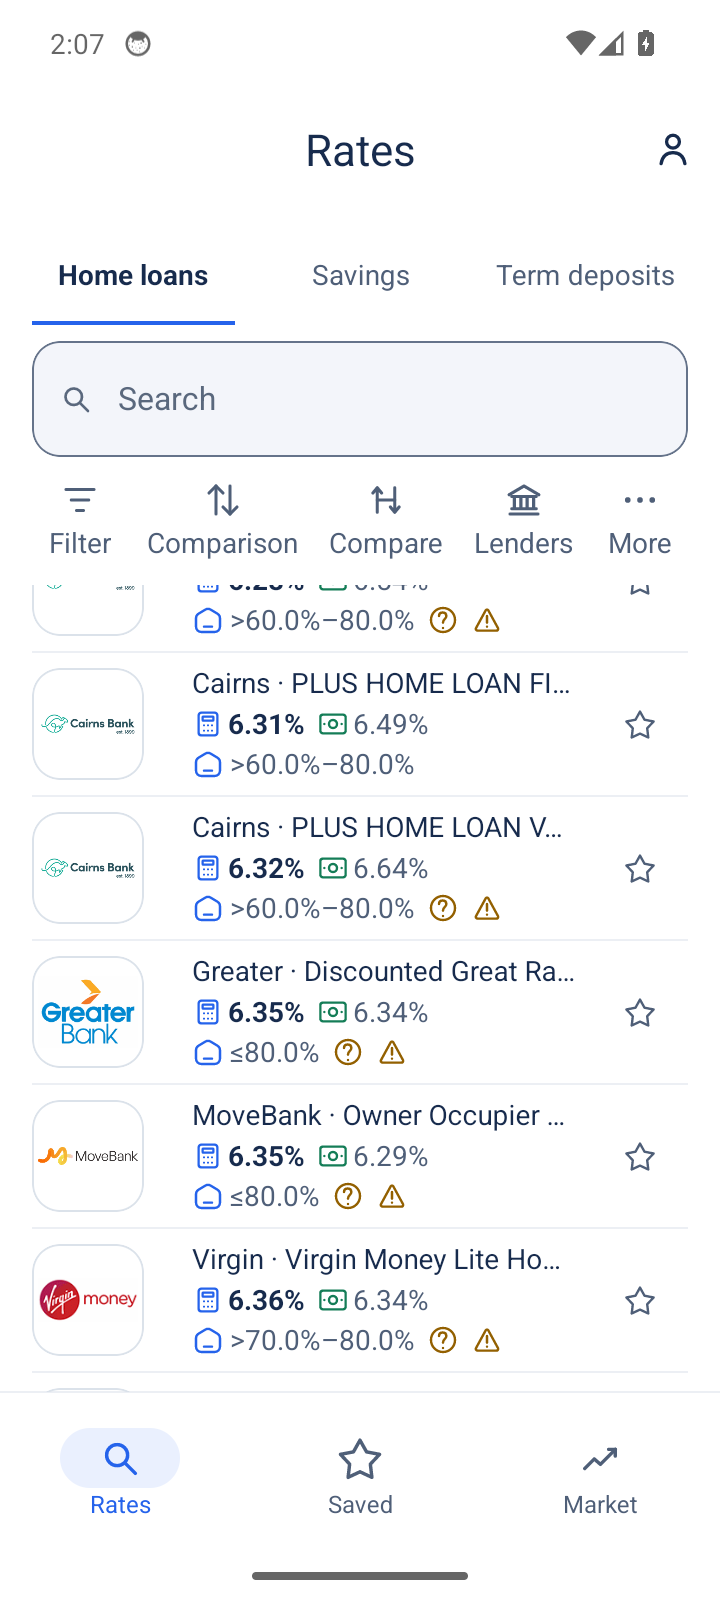 2:07
Rates
Home loans Savings Term deposits
Search
Filter Comparison Compare Lenders More
>60.0%–80.0%
Cairns · PLUS HOME LOAN FI...
Cairns Bank
est 1899
6.31% 6.49%
>60.0%–80.0%
Cairns · PLUS HOME LOAN V...
Cairns Bank
est 1899
6.32% 6.64%
>60.0%–80.0%
Greater · Discounted Great Ra...
Greater Bank
6.35% 6.34%
≤80.0%
MoveBank · Owner Occupier ...
MoveBank
6.35% 6.29%
≤80.0%
Virgin · Virgin Money Lite Ho...
Virgin money
6.36% 6.34%
>70.0%–80.0%
Rates Saved Market